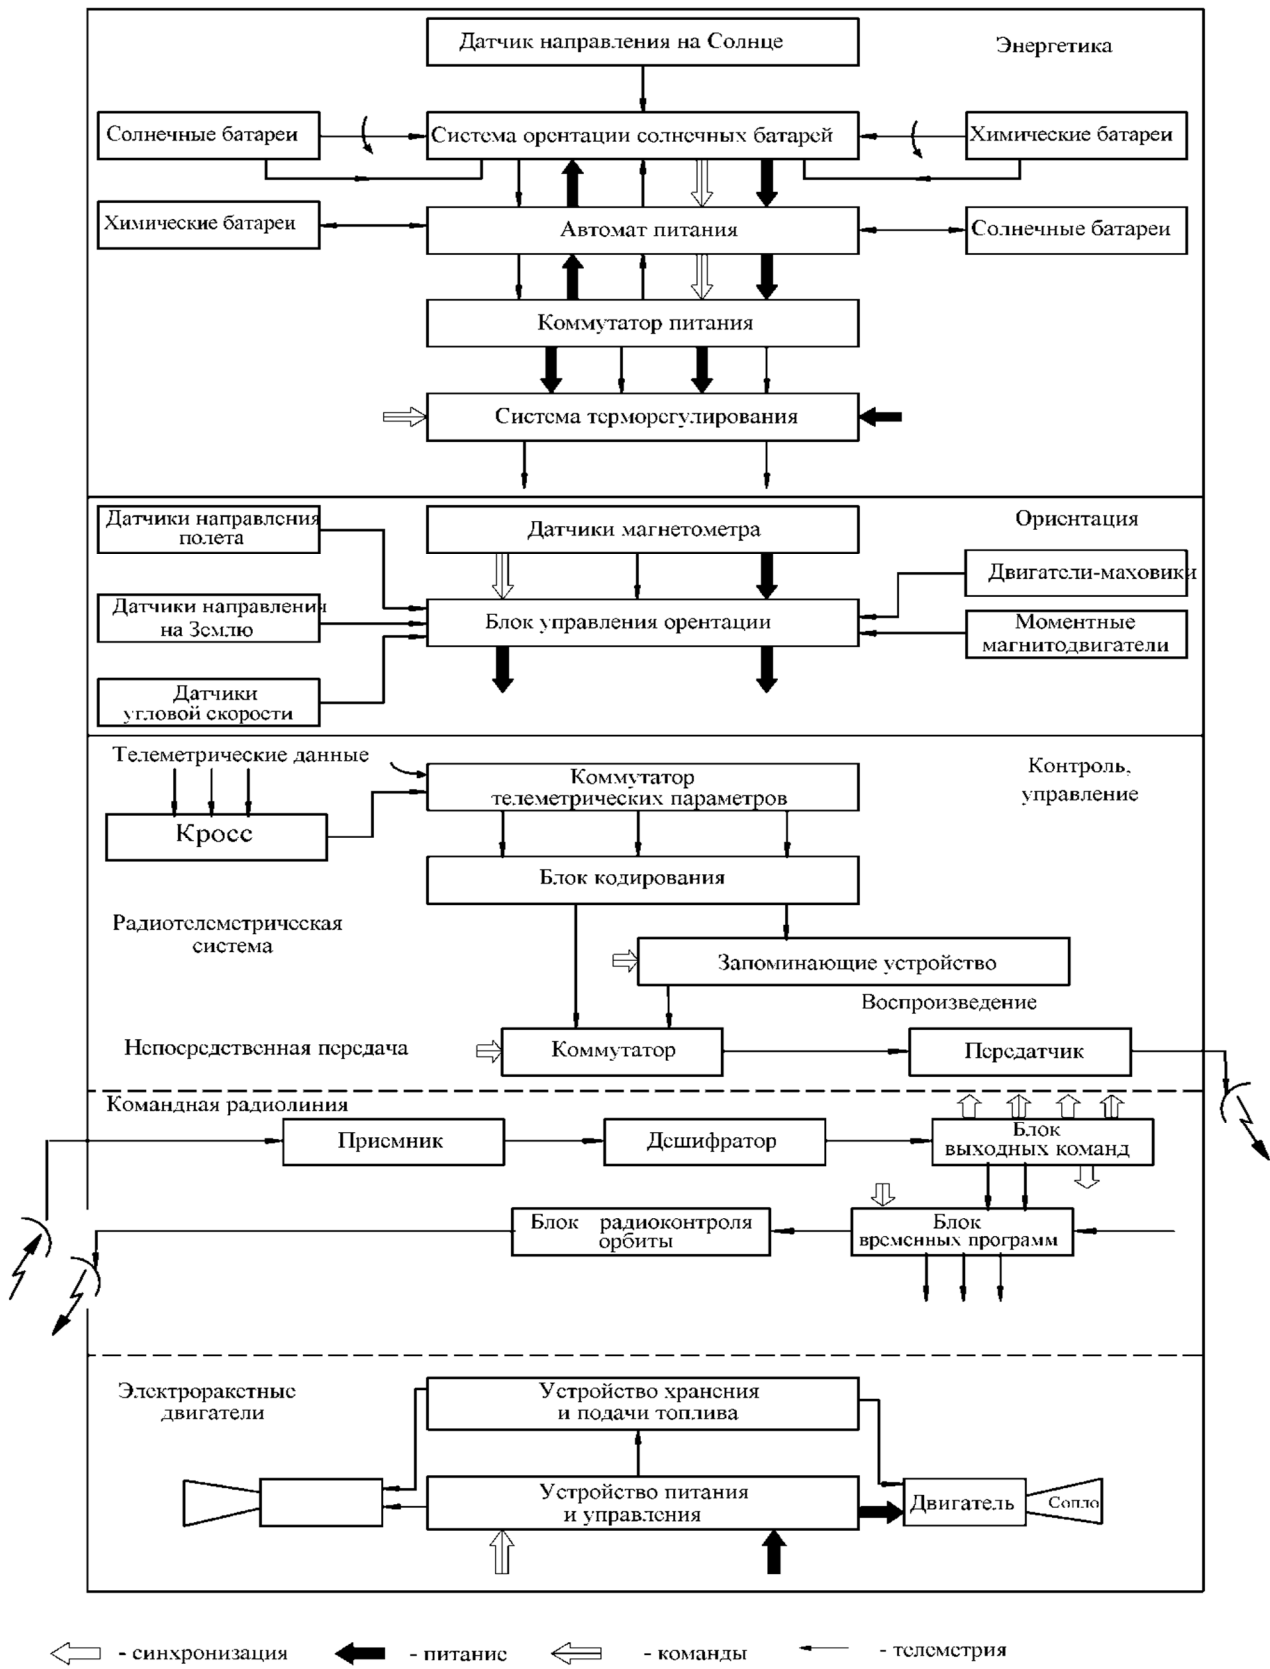 Датчик направления на Солнце
Энергетика
Солнечные батареи
Система орентации солнечных батарей
Химические батареи
Химические батареи
Автомат питания
Солнечные батареи
Коммутатор питания
Система терморегулирования
Датчики направления
полета
Датчики магнетометра
Ориентация
Двигатели-маховики
Датчики направления
на Землю
Блок управления орентации
Моментные
магнитодвигатели
Датчики
угловой скорости
Телеметрические данные
Коммутатор
телеметрических параметров
Контроль,
управление
Кросс
Блок кодирования
Радиотелеметрическая
система
Запоминающие устройство
Воспроизведение
Непосредственная передача
Коммутатор
Передатчик
Командная радиолиния
Приемник
Дешифратор
Блок
выходных команд
Блок радиоконтроля
орбиты
Блок
временных программ
Электроракетные
двигатели
Устройство хранения
и подачи топлива
Устройство питания
и управления
Двигатель
Сопло
- синхронизация
- питание
- команды
- телеметрия